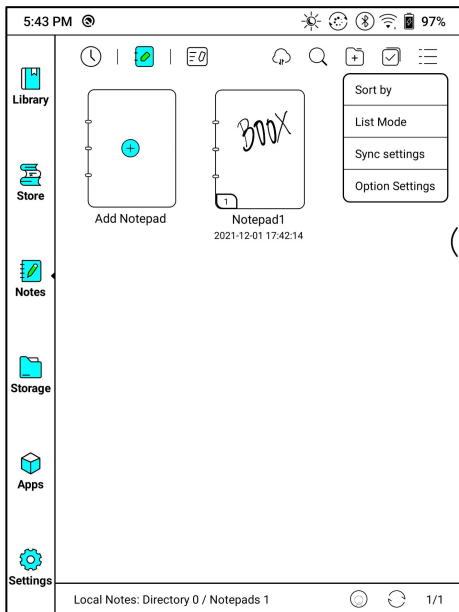 5:43 PM 97%
Library
Store
Notes
Storage
Apps
Settings
Sort by
List Mode
Sync settings
Option Settings
Add Notepad
BOOX
1
Notepad1
2021-12-01 17:42:14
Local Notes: Directory 0 / Notepads 1
1/1